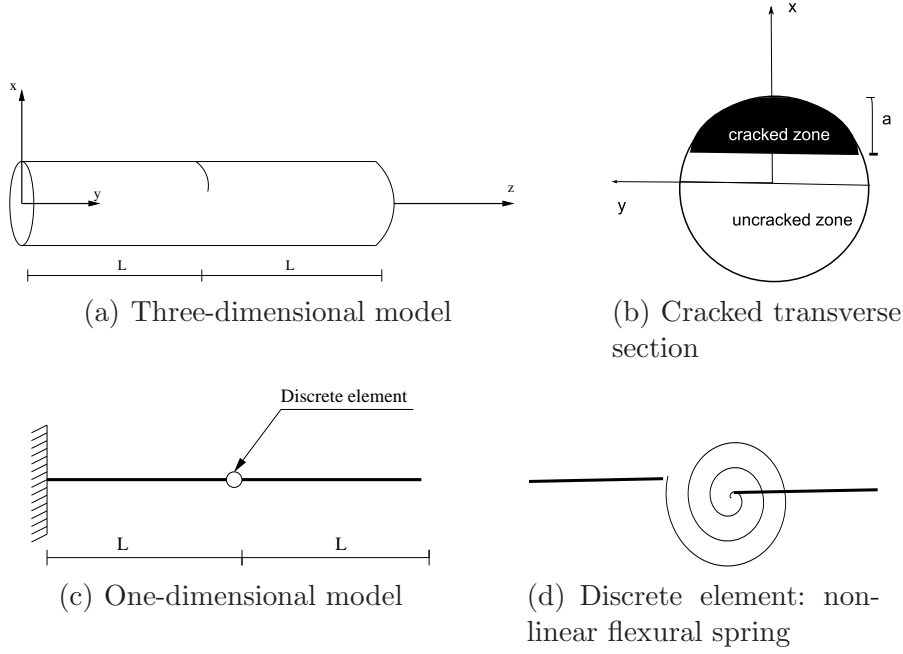 x
y
z
L
L
(a) Three-dimensional model
x
cracked zone
a
y
uncracked zone
(b) Cracked transverse
section
Discrete element
L
L
(c) One-dimensional model
(d) Discrete element: non-
linear flexural spring